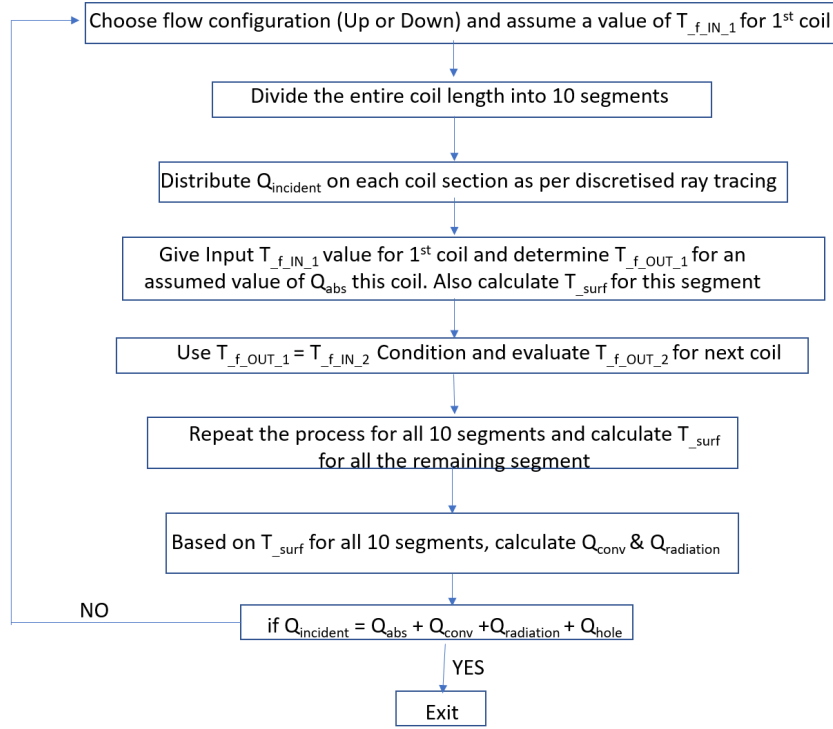 Choose flow configuration (Up or Down) and assume a value of T_f_IN_1 for 1st coil
Divide the entire coil length into 10 segments
Distribute Qincident on each coil section as per discretised ray tracing
Give Input T_f_IN_1 value for 1st coil and determine T_f_OUT_1 for an
assumed value of Qabs this coil. Also calculate T_surf for this segment
Use T_f_OUT_1 = T_f_IN_2 Condition and evaluate T_f_OUT_2 for next coil
Repeat the process for all 10 segments and calculate T_surf
for all the remaining segment
Based on T_surf for all 10 segments, calculate Qconv & Qradiation
NO
if Qincident = Qabs + Qconv +Qradiation + Qhole
YES
Exit